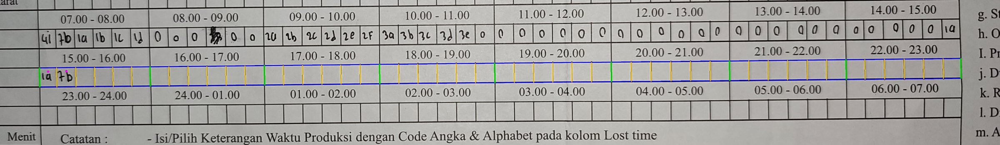 arat
07.00 - 08.00 08.00 - 09.00 09.00 - 10.00 10.00 - 11.00 11.00 - 12.00 12.00 - 13.00 13.00 - 14.00 14.00 - 15.00 g. St
4i 7b 1a 1b 1c 1d 0 0 0 0 0 2a 2b 2c 2d 2e 2f 3a 3b 3c 3d 3e 0 0 0 0 0 0 0 0 0 0 0 0 0 0 0 0 0 0 0 0 0 0 0 0 1a h. O
15.00 - 16.00 16.00 - 17.00 17.00 - 18.00 18.00 - 19.00 19.00 - 20.00 20.00 - 21.00 21.00 - 22.00 22.00 - 23.00 I. Pr
1a 7b j. D
23.00 - 24.00 24.00 - 01.00 01.00 - 02.00 02.00 - 03.00 03.00 - 04.00 04.00 - 05.00 05.00 - 06.00 06.00 - 07.00 k. R
l. D
Menit Catatan : - Isi/Pilih Keterangan Waktu Produksi dengan Code Angka & Alphabet pada kolom Lost time m. A